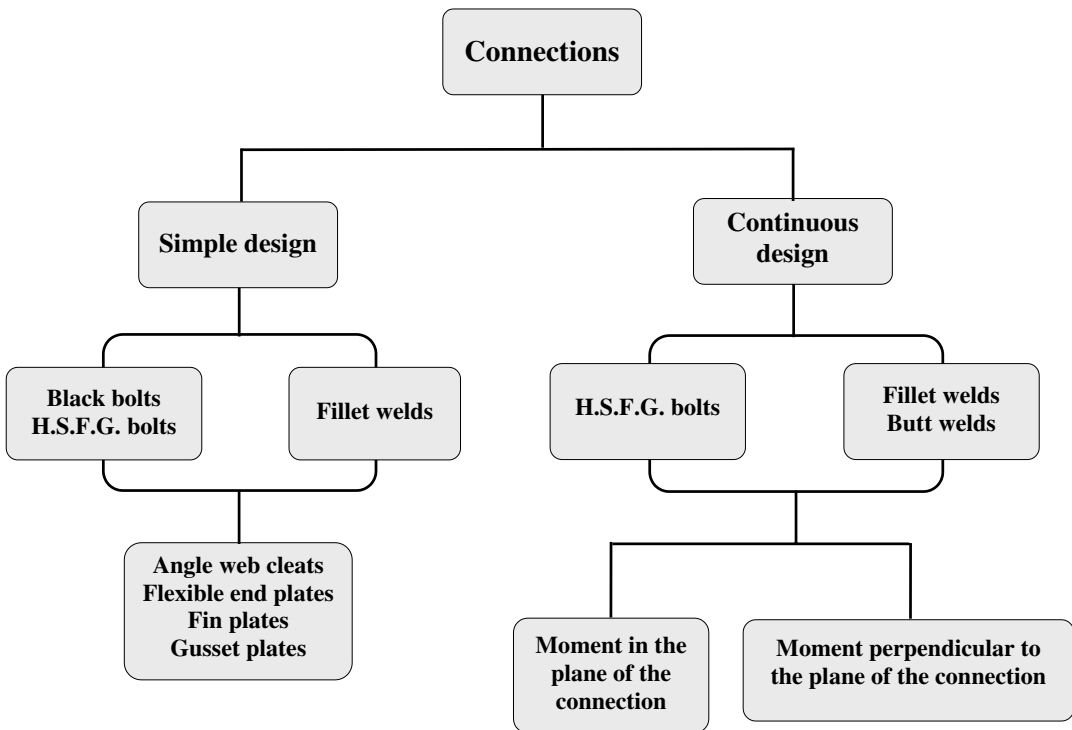 Connections
Simple design
Continuous
design
Black bolts
H.S.F.G. bolts
Fillet welds
H.S.F.G. bolts
Fillet welds
Butt welds
Angle web cleats
Flexible end plates
Fin plates
Gusset plates
Moment in the
plane of the
connection
Moment perpendicular to
the plane of the connection